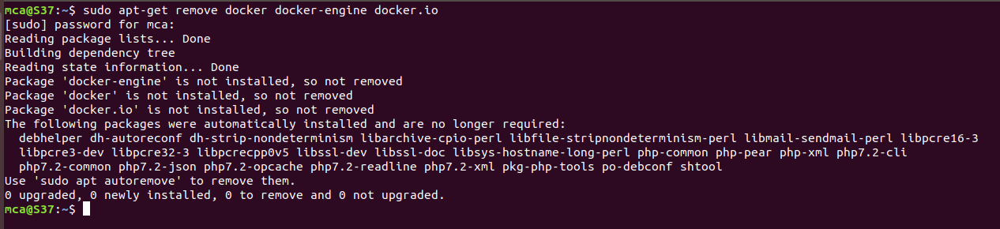 mca@S37:~$ sudo apt-get remove docker docker-engine docker.io
[sudo] password for mca:
Reading package lists... Done
Building dependency tree
Reading state information... Done
Package 'docker-engine' is not installed, so not removed
Package 'docker' is not installed, so not removed
Package 'docker.io' is not installed, so not removed
The following packages were automatically installed and are no longer required:
  debhelper dh-autoreconf dh-strip-nondeterminism libarchive-cpio-perl libfile-stripnondeterminism-perl libmail-sendmail-perl libpcre16-3
  libpcre3-dev libpcre32-3 libpcrecpp0v5 libssl-dev libssl-doc libsys-hostname-long-perl php-common php-pear php-xml php7.2-cli
  php7.2-common php7.2-json php7.2-opcache php7.2-readline php7.2-xml pkg-php-tools po-debconf shtool
Use 'sudo apt autoremove' to remove them.
0 upgraded, 0 newly installed, 0 to remove and 0 not upgraded.
mca@S37:~$